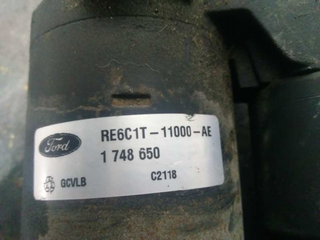 Ford
RE6C1T-11000-AE
1 748 650
GCVLB
C2118